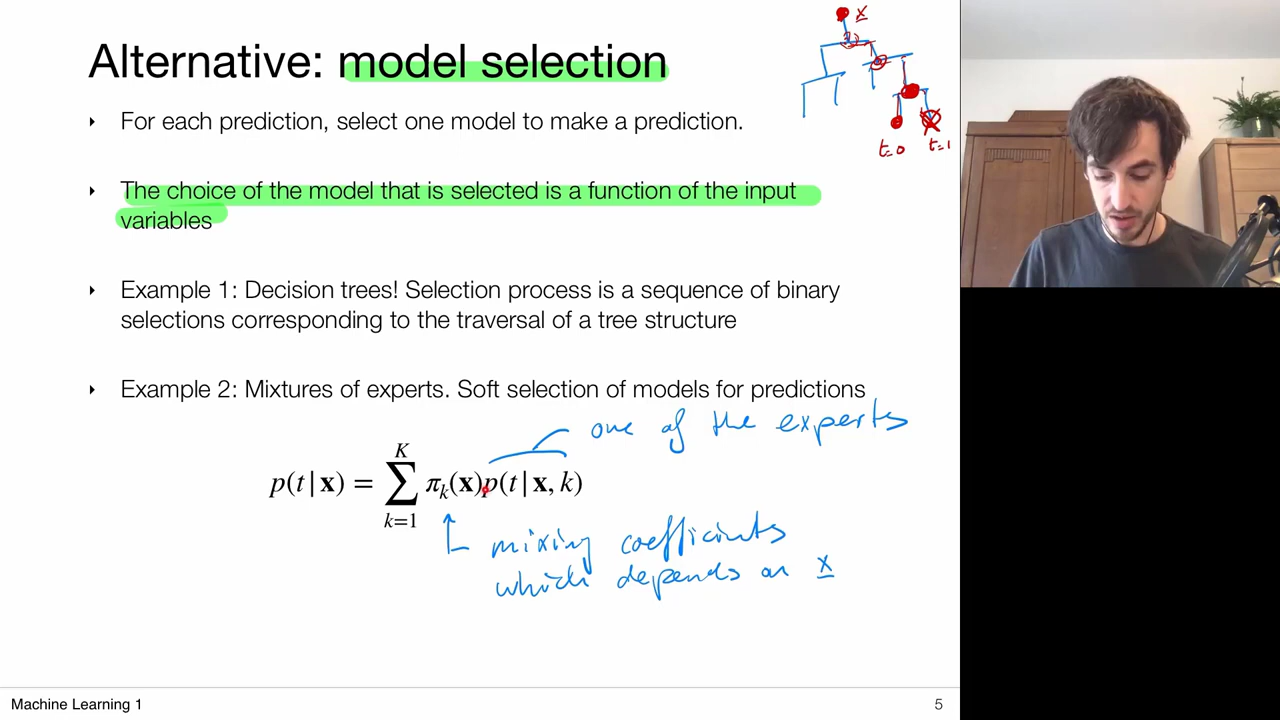 Alternative: model selection
x
‣ For each prediction, select one model to make a prediction.
t=0 t=1
‣ The choice of the model that is selected is a function of the input
variables
‣ Example 1: Decision trees! Selection process is a sequence of binary
selections corresponding to the traversal of a tree structure
‣ Example 2: Mixtures of experts. Soft selection of models for predictions
one of the experts
p(t|x) = ∑_{k=1}^{K} π_k(x)p(t|x, k)
mixing coefficients
which depends on x
Machine Learning 1
5